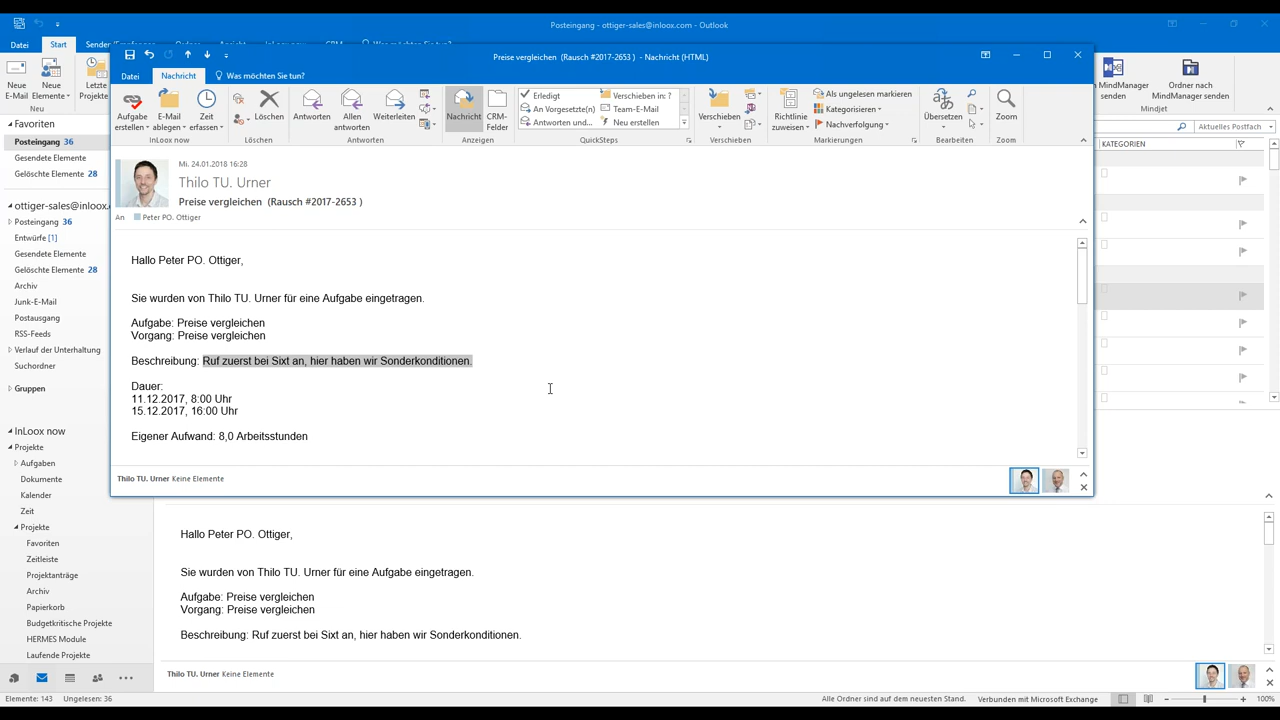 Posteingang - ottiger-sales@inloox.com - Outlook
Datei
Start
Was möchten Sie tun?
Neue
E-Mail
Neue
Elemente
Letzte
Projekte
Neu
Preise vergleichen (Rausch #2017-2653 ) - Nachricht (HTML)
Datei
Nachricht
Was möchten Sie tun?
Aufgabe
erstellen
E-Mail
ablegen
Zeit
erfassen
InLoox now
Löschen
Löschen
Antworten
Allen
antworten
Weiterleiten
Antworten
Nachricht
CRM-
Felder
Anzeigen
Erledigt
An Vorgesetzte(n)
Antworten und...
Verschieben in: ?
Team-E-Mail
Neu erstellen
QuickSteps
Verschieben
Verschieben
Richtlinie
zuweisen
Als ungelesen markieren
Kategorisieren
Nachverfolgung
Markierungen
Übersetzen
Bearbeiten
Zoom
Zoom
MindManager
senden
Ordner nach
MindManager senden
Mindjet
Aktuelles Postfach
KATEGORIEN
Favoriten
Posteingang 36
Gesendete Elemente
Gelöschte Elemente 28
ottiger-sales@inloox.
Posteingang 36
Entwürfe [1]
Gesendete Elemente
Gelöschte Elemente 28
Archiv
Junk-E-Mail
Postausgang
RSS-Feeds
Verlauf der Unterhaltung
Suchordner
Gruppen
InLoox now
Projekte
Aufgaben
Dokumente
Kalender
Zeit
Projekte
Favoriten
Zeitleiste
Projektanträge
Archiv
Papierkorb
Budgetkritische Projekte
HERMES Module
Laufende Projekte
Mi. 24.01.2018 16:28
Thilo TU. Urner
Preise vergleichen (Rausch #2017-2653 )
An Peter PO. Ottiger
Hallo Peter PO. Ottiger,
Sie wurden von Thilo TU. Urner für eine Aufgabe eingetragen.
Aufgabe: Preise vergleichen
Vorgang: Preise vergleichen
Beschreibung: Ruf zuerst bei Sixt an, hier haben wir Sonderkonditionen.
Dauer:
11.12.2017, 8:00 Uhr
15.12.2017, 16:00 Uhr
Eigener Aufwand: 8,0 Arbeitsstunden
Thilo TU. Urner Keine Elemente
Hallo Peter PO. Ottiger,
Sie wurden von Thilo TU. Urner für eine Aufgabe eingetragen.
Aufgabe: Preise vergleichen
Vorgang: Preise vergleichen
Beschreibung: Ruf zuerst bei Sixt an, hier haben wir Sonderkonditionen.
Thilo TU. Urner Keine Elemente
Elemente: 143 Ungelesen: 36
Alle Ordner sind auf dem neuesten Stand. Verbunden mit Microsoft Exchange
100%